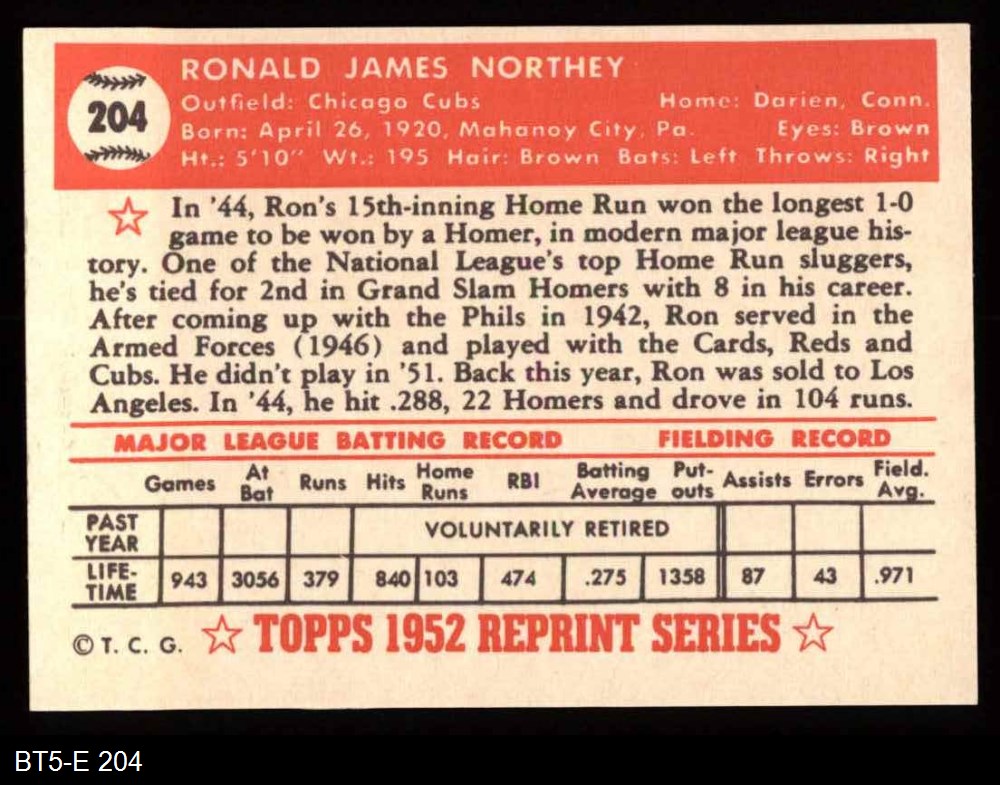 204
RONALD JAMES NORTHEY
Outfield: Chicago Cubs Home: Darien, Conn.
Born: April 26, 1920, Mahanoy City, Pa. Eyes: Brown
Ht.: 5'10" Wt.: 195 Hair: Brown Bats: Left Throws: Right
In '44, Ron's 15th-inning Home Run won the longest 1-0
game to be won by a Homer, in modern major league his-
tory. One of the National League's top Home Run sluggers,
he's tied for 2nd in Grand Slam Homers with 8 in his career.
After coming up with the Phils in 1942, Ron served in the
Armed Forces (1946) and played with the Cards, Reds and
Cubs. He didn't play in '51. Back this year, Ron was sold to Los
Angeles. In '44, he hit .288, 22 Homers and drove in 104 runs.
MAJOR LEAGUE BATTING RECORD FIELDING RECORD
Games At Bat Runs Hits Home Runs RBI Batting Average Put-outs Assists Errors Field. Avg.
PAST YEAR VOLUNTARILY RETIRED
LIFE-TIME 943 3056 379 840 103 474 .275 1358 87 43 .971
© T. C. G. TOPPS 1952 REPRINT SERIES
BT5-E 204